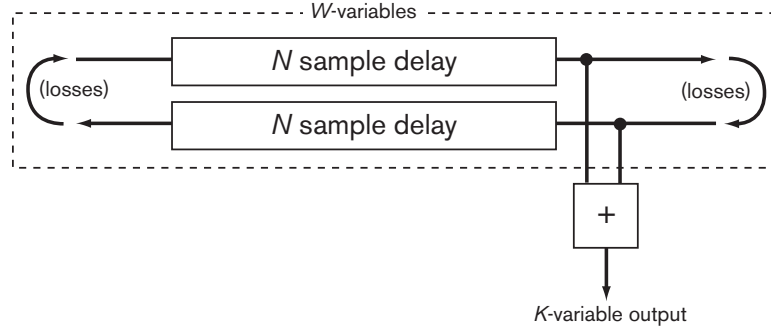 W-variables
N sample delay
(losses)
(losses)
N sample delay
+
K-variable output